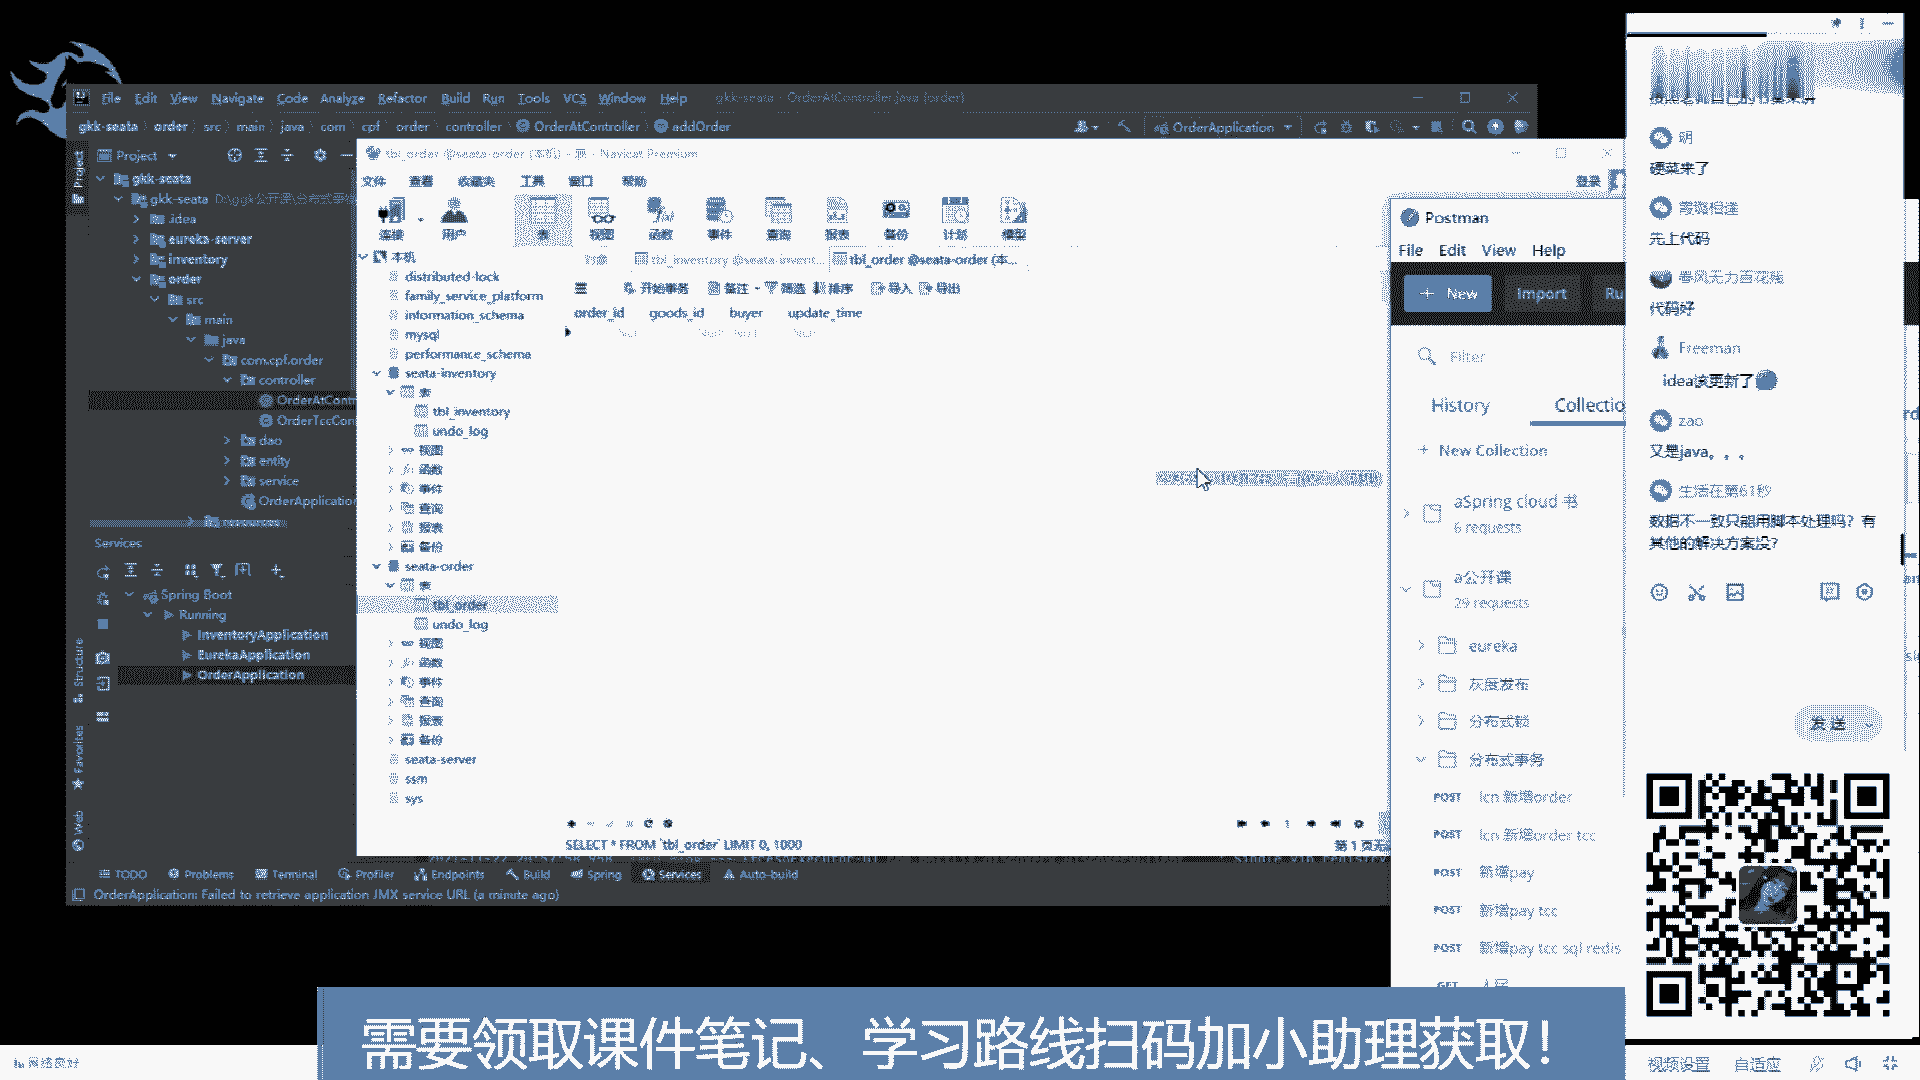 File Edit View Navigate Code Analyze Refactor Build Run Tools VCS Window Help gkk-seata - OrderAtController.java [order]
gkk-seata order src main java com cpf order controller OrderAtController addOrder OrderApplication
Project
gkk-seata
gkk-seata
.idea
eureka-server
inventory
order
src
main
java
com.cpf.order
controller
OrderAtCont
OrderTccCon
dao
entity
service
OrderApplicatio
resources
Services
Spring Boot
Running
InventoryApplication
EurekaApplication
OrderApplication
Structure
Favorites
Web
TODO Problems Terminal Profiler Endpoints Build Spring Services Auto-build
OrderApplication: Failed to retrieve application JMX service URL (a minute ago)
tbl_order @seata-order (本机) - 表 - Navicat Premium
文件 查看 收藏夹 工具 窗口 帮助 登录
连接 用户 表 视图 函数 事件 查询 报表 备份 计划 模型
本机
distributed-lock
family_service_platform
information_schema
mysql
performance_schema
seata-inventory
表
tbl_inventory
undo_log
视图
函数
事件
查询
报表
备份
seata-order
表
tbl_order
undo_log
视图
函数
事件
查询
报表
备份
seata-server
ssm
sys
对象 tbl_inventory @seata-invent... tbl_order @seata-order (本...
开始事务 备注 筛选 排序 导入 导出
order_id goods_id buyer update_time
SELECT * FROM `tbl_order` LIMIT 0, 1000
Postman
File Edit View Help
+ New Import Ru
Filter
History Collectio
+ New Collection
aSpring cloud 书
6 requests
a公开课
29 requests
eureka
灰度发布
分布式锁
分布式事务
POST lcn 新增order
POST lcn 新增order tcc
POST 新增pay
POST 新增pay tcc
POST 新增pay tcc sql redis
明
硬菜来了
霞璐相逢
先上代码
春风无力百花残
代码好
Freeman
idea该更新了
zao
又是java。。。
生活在第61秒
数据不一致只能用脚本处理吗？有
其他的解决方案没？
发送
需要领取课件笔记、学习路线扫码加小助理获取！
网络良好
视频设置 自适应